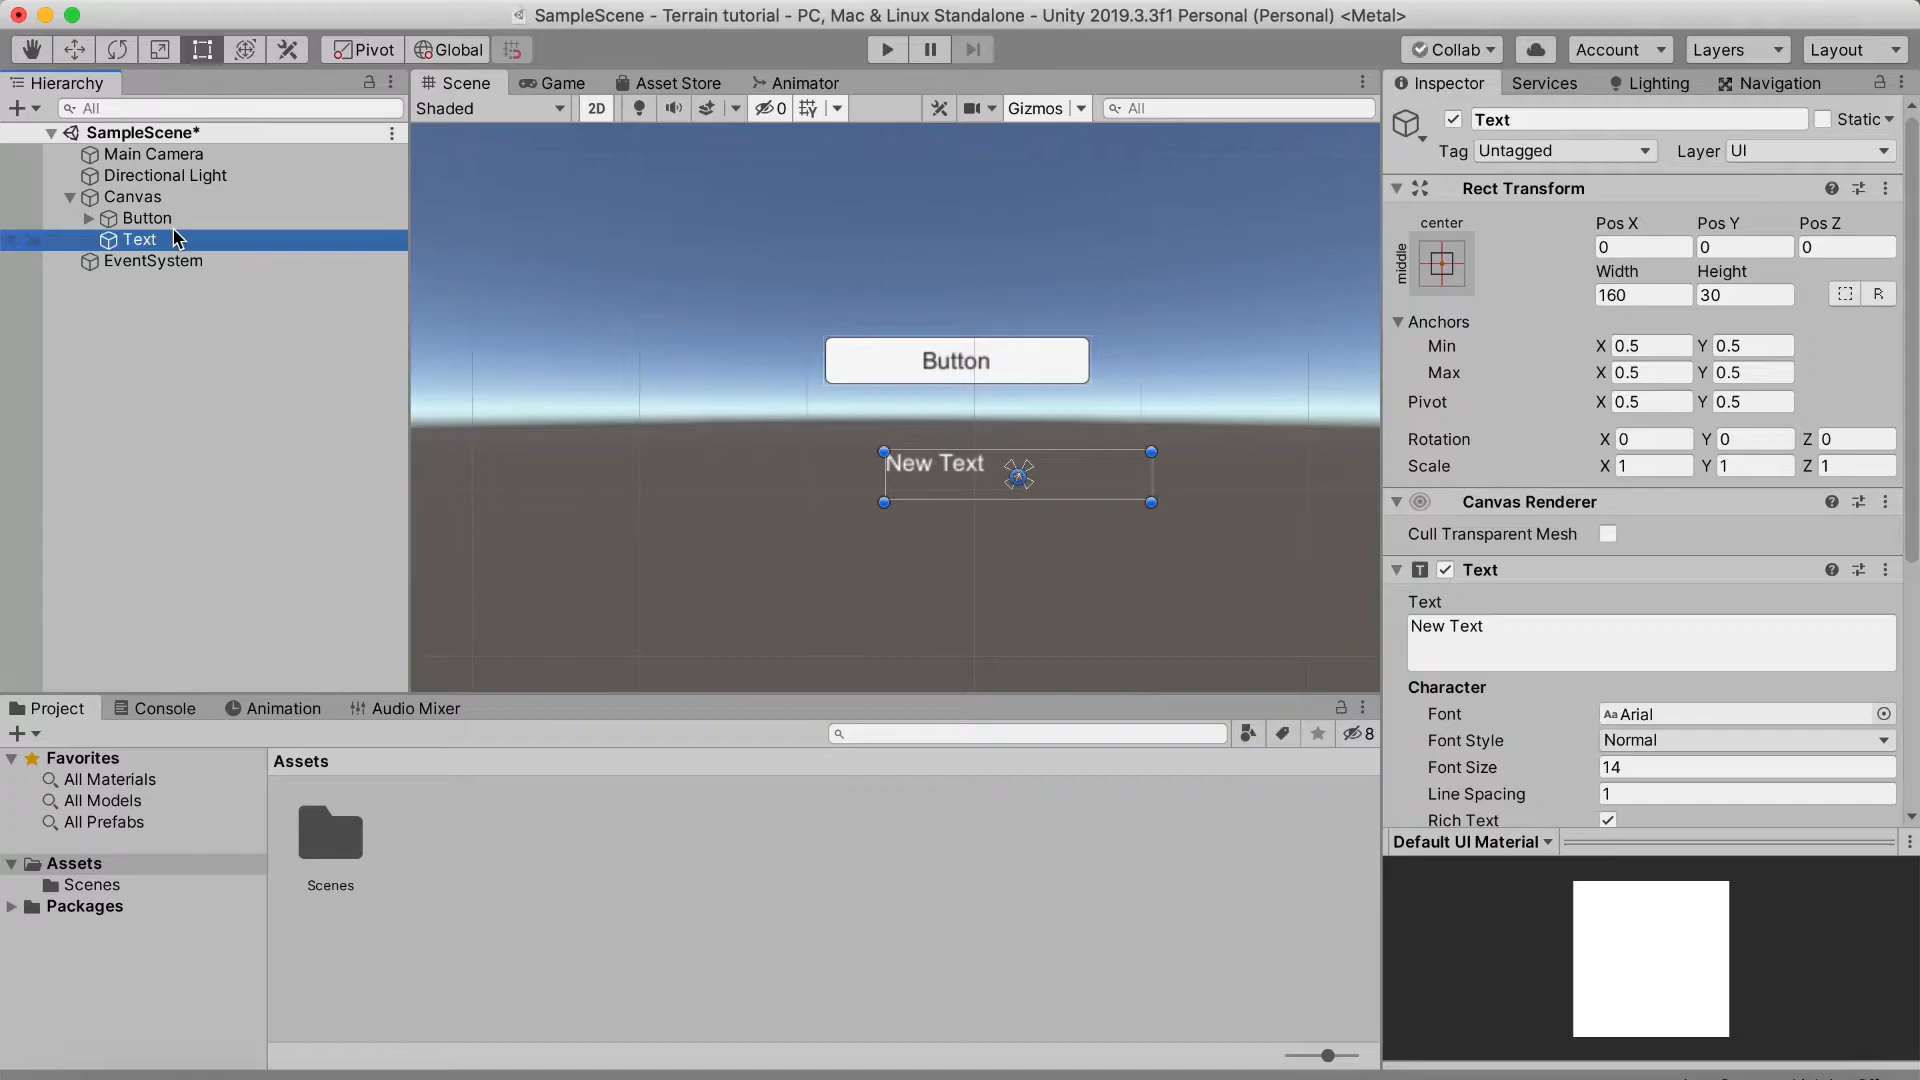 SampleScene - Terrain tutorial - PC, Mac & Linux Standalone - Unity 2019.3.3f1 Personal (Personal) <Metal>
Pivot Global Collab Account Layers Layout
Hierarchy Scene Game Asset Store Animator Inspector Services Lighting Navigation
All Shaded 2D 0 Gizmos All
SampleScene*
Main Camera
Directional Light
Canvas
Button
Text
EventSystem
Button
New Text
Text Static
Tag Untagged Layer UI
Rect Transform
center
middle
Pos X Pos Y Pos Z
0 0 0
Width Height
160 30 R
Anchors
Min X 0.5 Y 0.5
Max X 0.5 Y 0.5
Pivot X 0.5 Y 0.5
Rotation X 0 Y 0 Z 0
Scale X 1 Y 1 Z 1
Canvas Renderer
Cull Transparent Mesh
Text
Text
New Text
Character
Font Aa Arial
Font Style Normal
Font Size 14
Line Spacing 1
Rich Text
Default UI Material
Project Console Animation Audio Mixer
8
Favorites
All Materials
All Models
All Prefabs
Assets
Scenes
Packages
Assets
Scenes